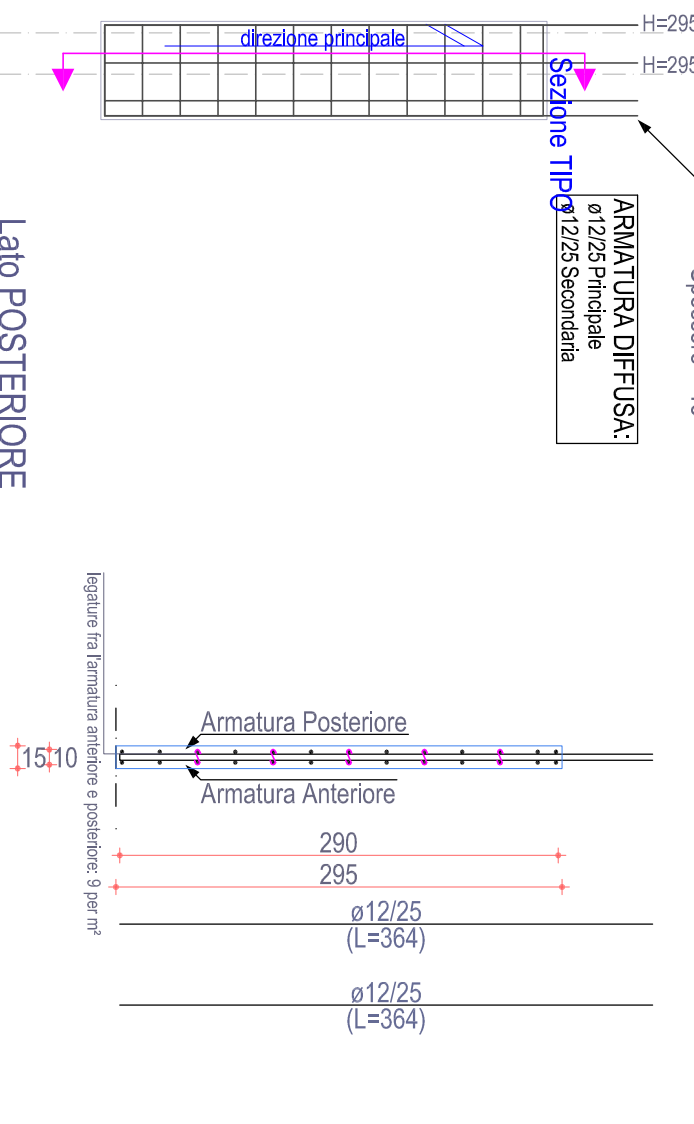 direzione principale
H=295
H=295
Sezione TIPO
ARMATURA DIFFUSA:
ø12/25 Principale
ø12/25 Secondaria
Lato POSTERIORE
legature fra l'armatura anteriore e posteriore: 9 per m²
Armatura Posteriore
15
10
Armatura Anteriore
290
295
ø12/25
(L=364)
ø12/25
(L=364)